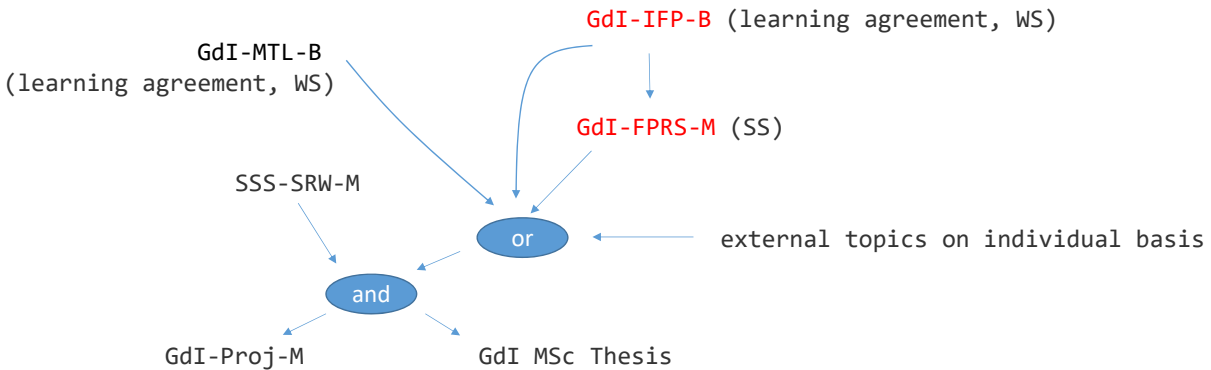 GdI-IFP-B (learning agreement, WS)
GdI-MTL-B
(learning agreement, WS)
GdI-FPRS-M (SS)
SSS-SRW-M
or
external topics on individual basis
and
GdI-Proj-M
GdI MSc Thesis